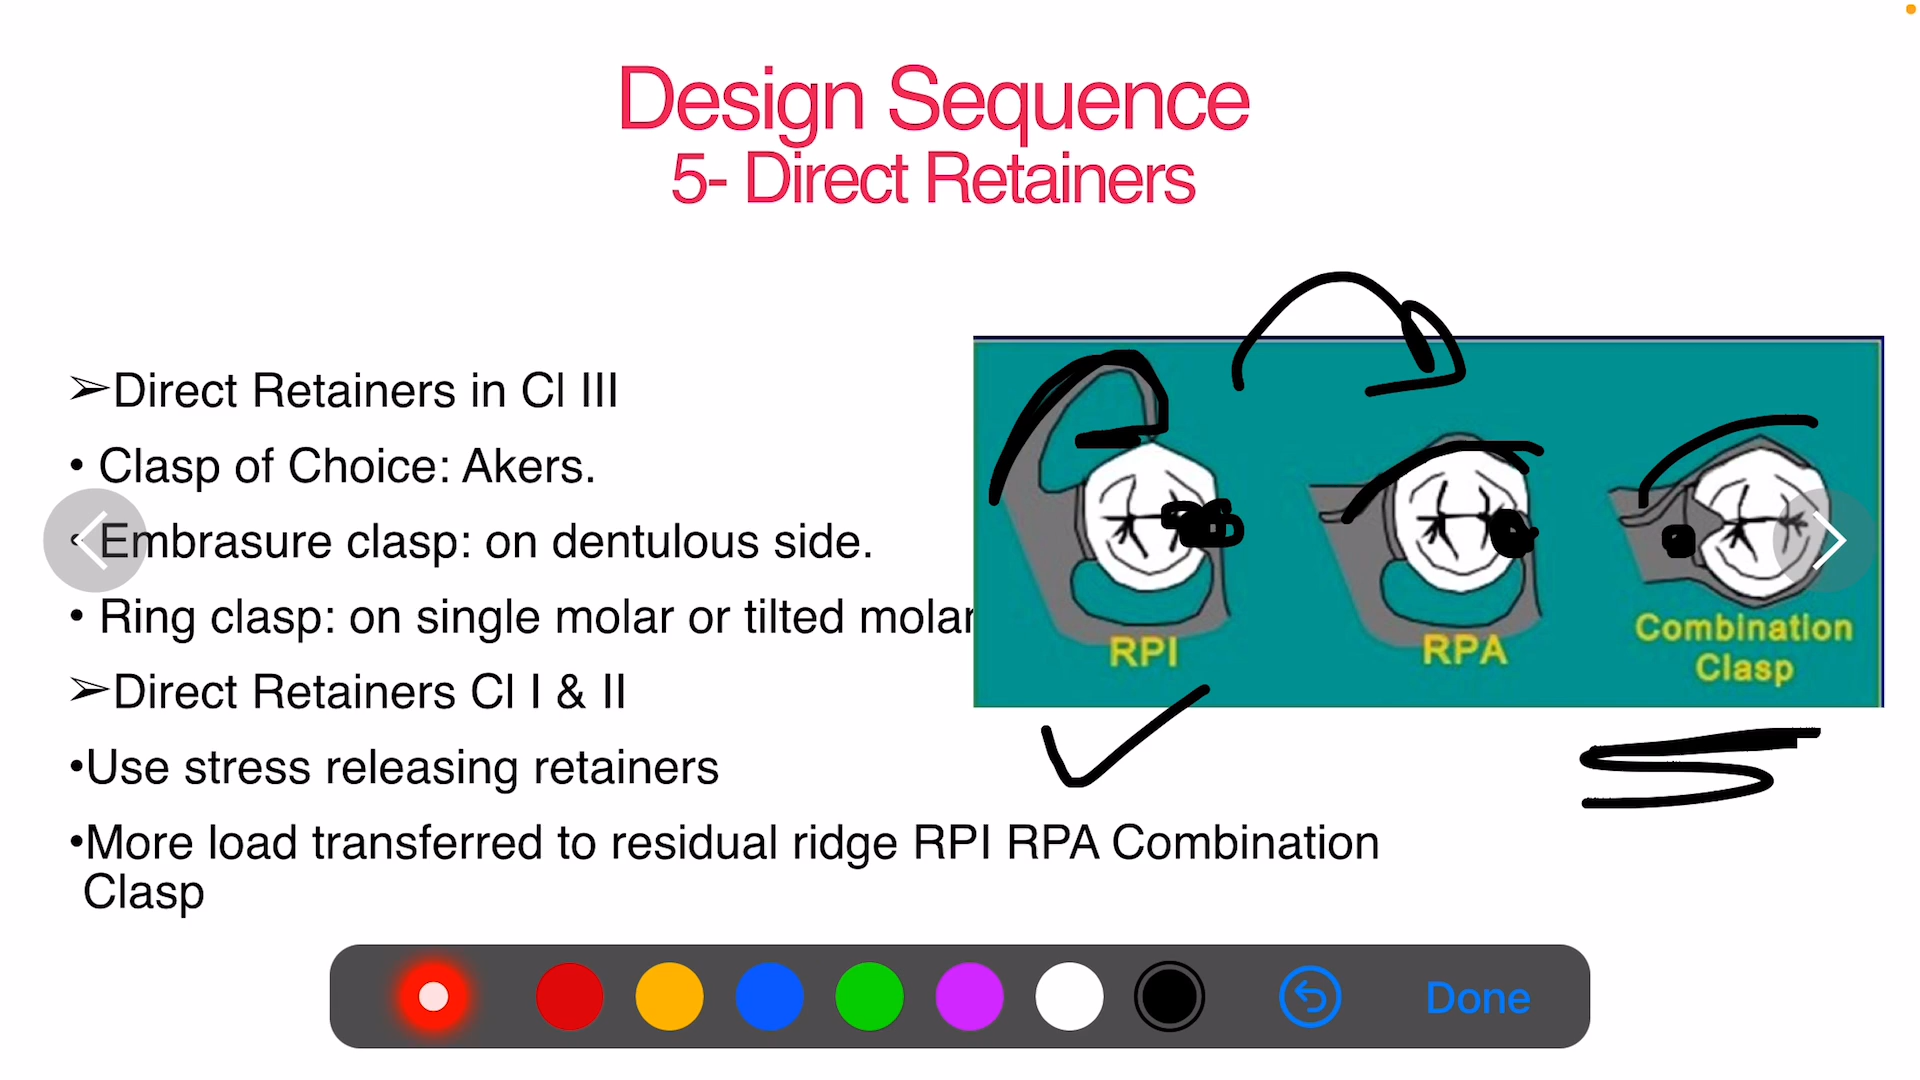 Design Sequence
5- Direct Retainers
➢Direct Retainers in Cl III
• Clasp of Choice: Akers.
• Embrasure clasp: on dentulous side.
• Ring clasp: on single molar or tilted molar
➢Direct Retainers Cl I & II
•Use stress releasing retainers
•More load transferred to residual ridge RPI RPA Combination
Clasp
RPI
RPA
Combination
Clasp
Done